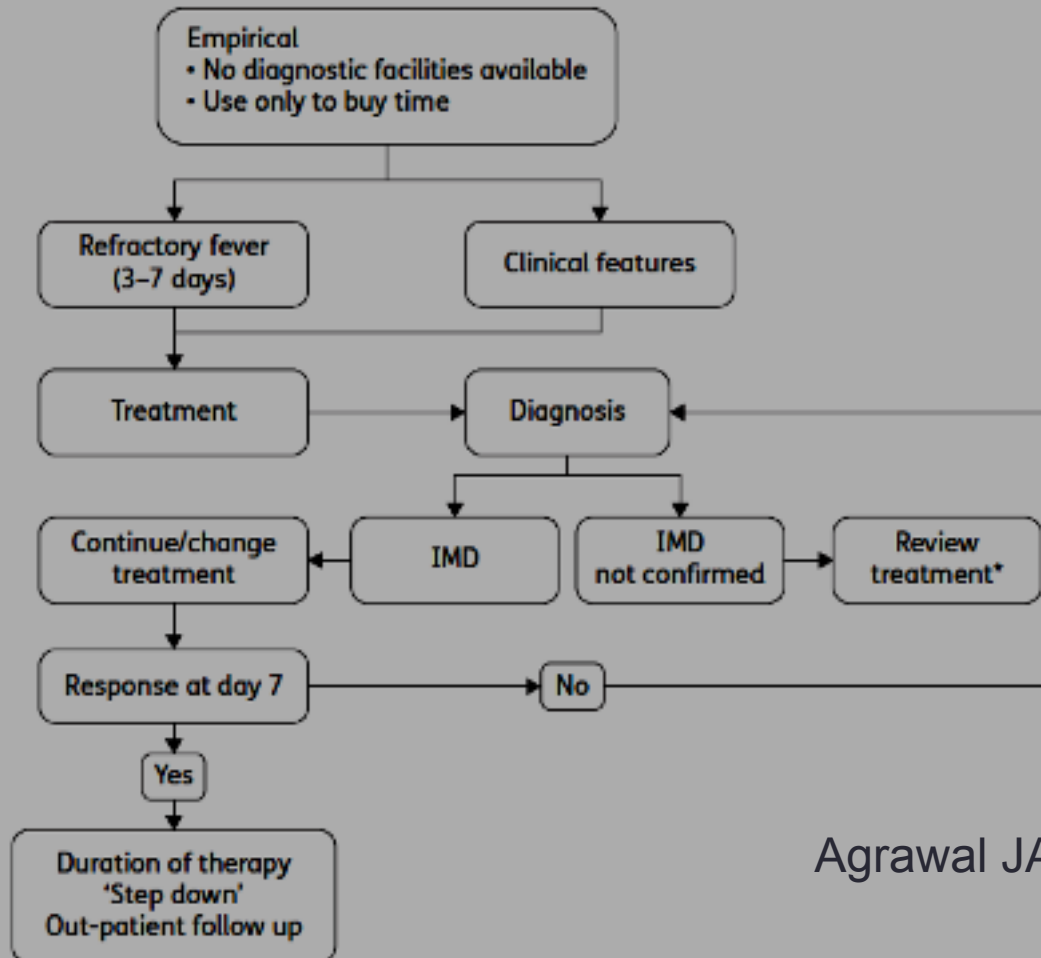 Empirical
• No diagnostic facilities available
• Use only to buy time
Refractory fever
(3–7 days)
Clinical features
Treatment
Diagnosis
Continue/change
treatment
IMD
IMD
not confirmed
Review
treatment*
Response at day 7
No
Yes
Duration of therapy
‘Step down’
Out-patient follow up
Agrawal JA